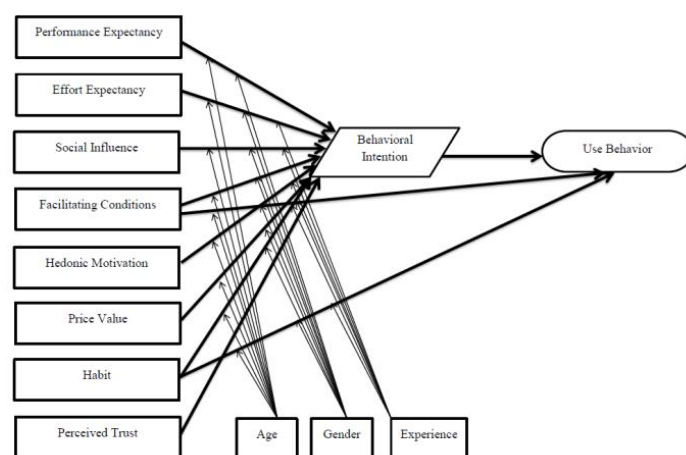 Performance Expectancy
Effort Expectancy
Social Influence
Facilitating Conditions
Hedonic Motivation
Price Value
Habit
Perceived Trust
Behavioral
Intention
Use Behavior
Age
Gender
Experience